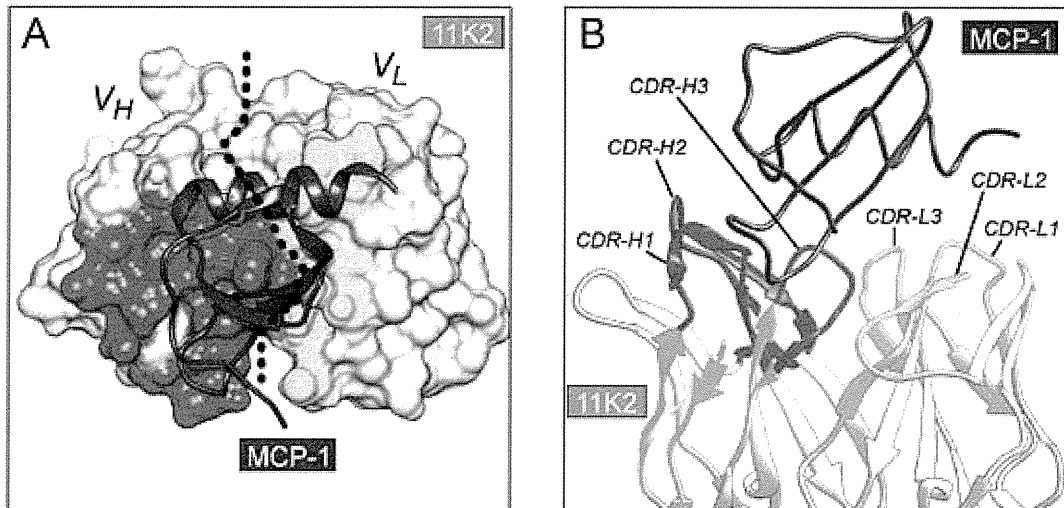 A
11K2
V_H
V_L
MCP-1
B
MCP-1
CDR-H3
CDR-H2
CDR-L2
CDR-L3
CDR-L1
CDR-H1
11K2